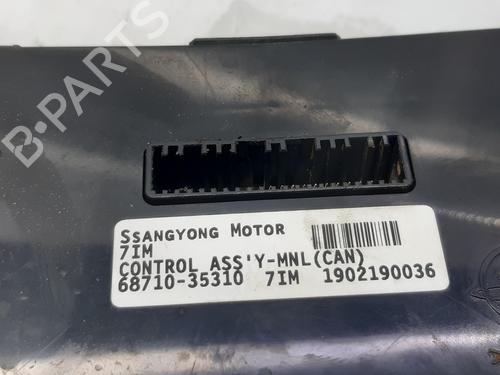 B-PARTS
SSANGYONG MOTOR
7IM
CONTROL ASS'Y-MNL(CAN)
68710-35310 7IM 1902190036